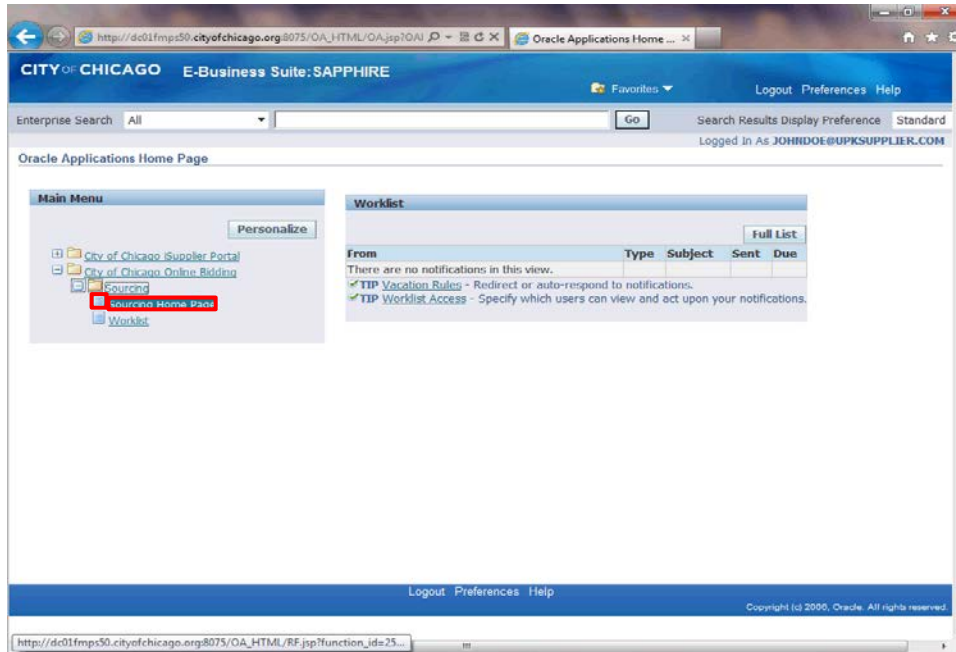 http://dc01fmps50.cityofchicago.org:8075/OA_HTML/OA.jsp?OAI
Oracle Applications Home ...
CITY OF CHICAGO E-Business Suite: SAPPHIRE
Favorites
Logout Preferences Help
Enterprise Search All Go Search Results Display Preference Standard
Logged In As JOHNDOE@UPKSUPPLIER.COM
Oracle Applications Home Page
Main Menu
Personalize
City of Chicago iSupplier Portal
City of Chicago Online Bidding
Sourcing
Sourcing Home Page
Worklist
Worklist
Full List
From Type Subject Sent Due
There are no notifications in this view.
TIP Vacation Rules - Redirect or auto-respond to notifications.
TIP Worklist Access - Specify which users can view and act upon your notifications.
Logout Preferences Help
Copyright (c) 2006, Oracle. All rights reserved.
http://dc01fmps50.cityofchicago.org:8075/OA_HTML/RF.jsp?function_id=25...